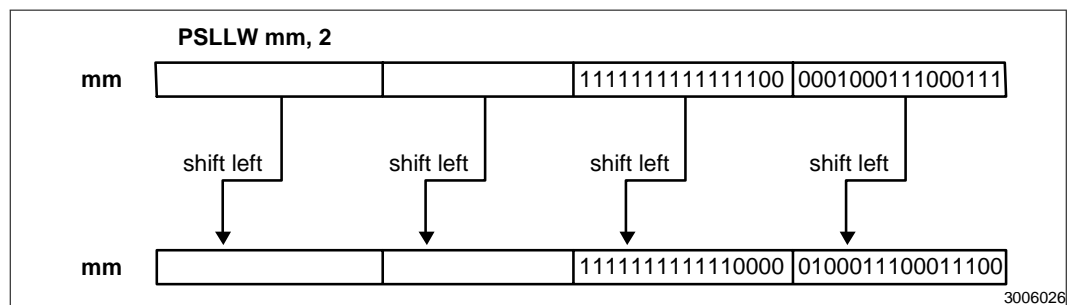 PSLLW mm, 2
mm 1111111111111100 0001000111000111
shift left shift left shift left shift left
mm 1111111111110000 0100011100011100
3006026